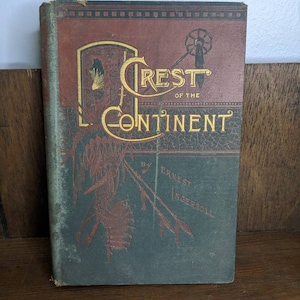 CREST
OF THE
CONTINENT
BY
ERNEST
INGERSOLL